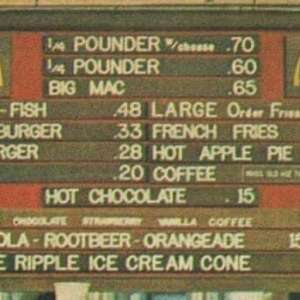 1/4 POUNDER w/cheese .70
1/4 POUNDER .60
BIG MAC .65
-FISH .48 LARGE Order Fries
BURGER .33 FRENCH FRIES
RGER .28 HOT APPLE PIE
.20 COFFEE
HOT CHOCOLATE .15
CHOCOLATE STRAWBERRY VANILLA COFFEE
OLA - ROOTBEER - ORANGEADE 15
E RIPPLE ICE CREAM CONE